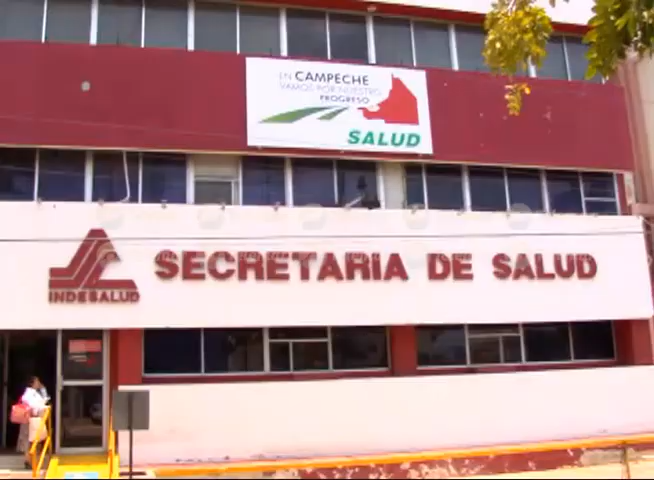 EN CAMPECHE
VAMOS POR NUESTRO
PROGRESO
SALUD
SECRETARIA DE SALUD
INDESALUD